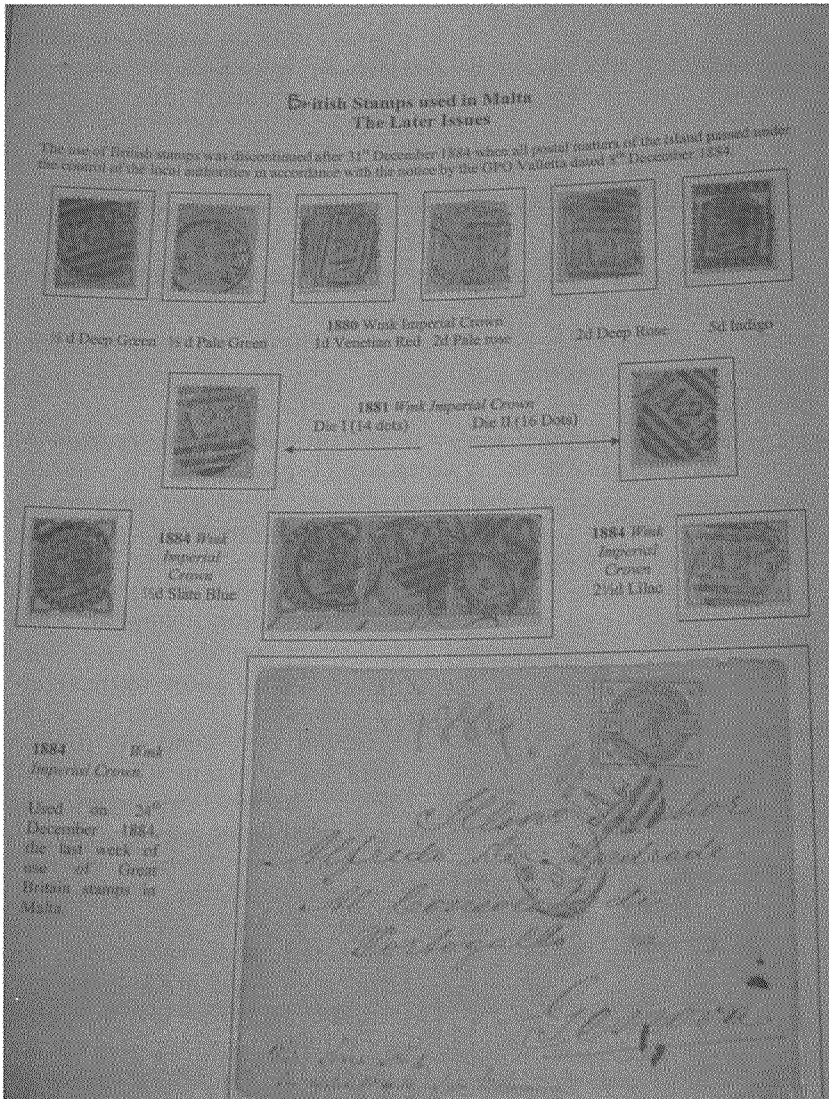 British Stamps used in Malta
The Later Issues
The use of British stamps was discontinued after 31st December 1884 when all postal matters of the island passed under
the control of the local authorities in accordance with the notice by the GPO Valletta dated 8th December 1884
½ d Deep Green ½ d Pale Green
1880 Wmk Imperial Crown
1d Venetian Red 2d Pale rose
2d Deep Rose
5d Indigo
1881 Wmk Imperial Crown
Die I (14 dots) Die II (16 Dots)
1884 Wmk
Imperial
Crown
½d Slate Blue
1884 Wmk
Imperial
Crown
2½d Lilac
1884 Wmk
Imperial Crown.
Used on 24th
December 1884,
the last week of
use of Great
Britain stamps in
Malta
Alfredo